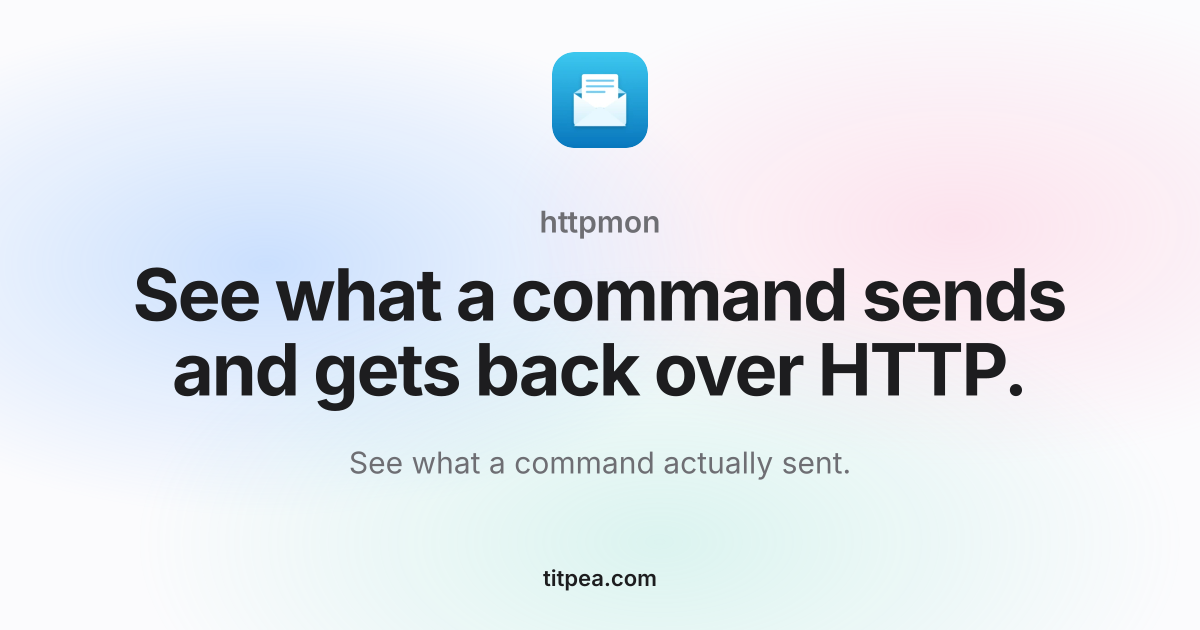 httpmon
See what a command sends
and gets back over HTTP.
See what a command actually sent.
titpea.com